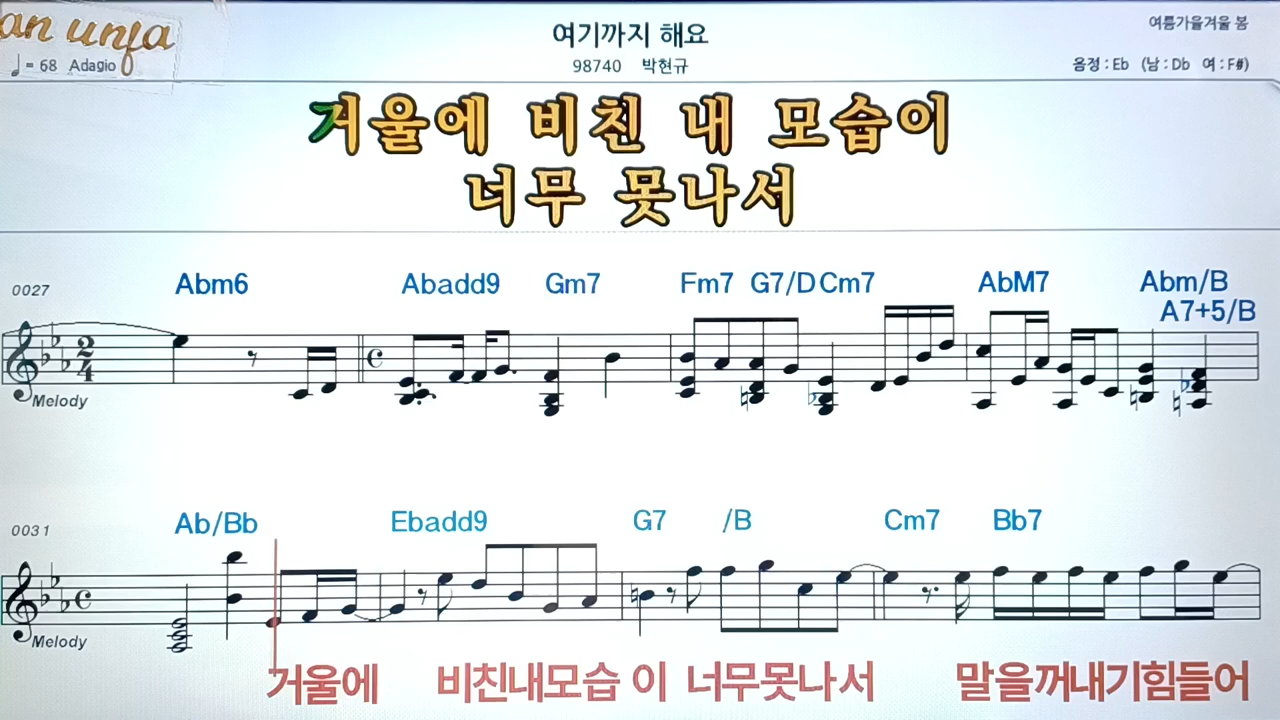 an unfa
여기까지 해요
여름가을겨울 봄
♩= 68 Adagio
98740 박현규
음정 : Eb (남 : Db 여 : F#)
거울에 비친 내 모습이
너무 못나서
0027
Abm6 Abadd9 Gm7 Fm7 G7/D Cm7 AbM7 Abm/B
A7+5/B
2
4
Melody
0031
Ab/Bb Ebadd9 G7 /B Cm7 Bb7
Melody
거울에 비친내모습 이 너무못나서 말을꺼내기힘들어